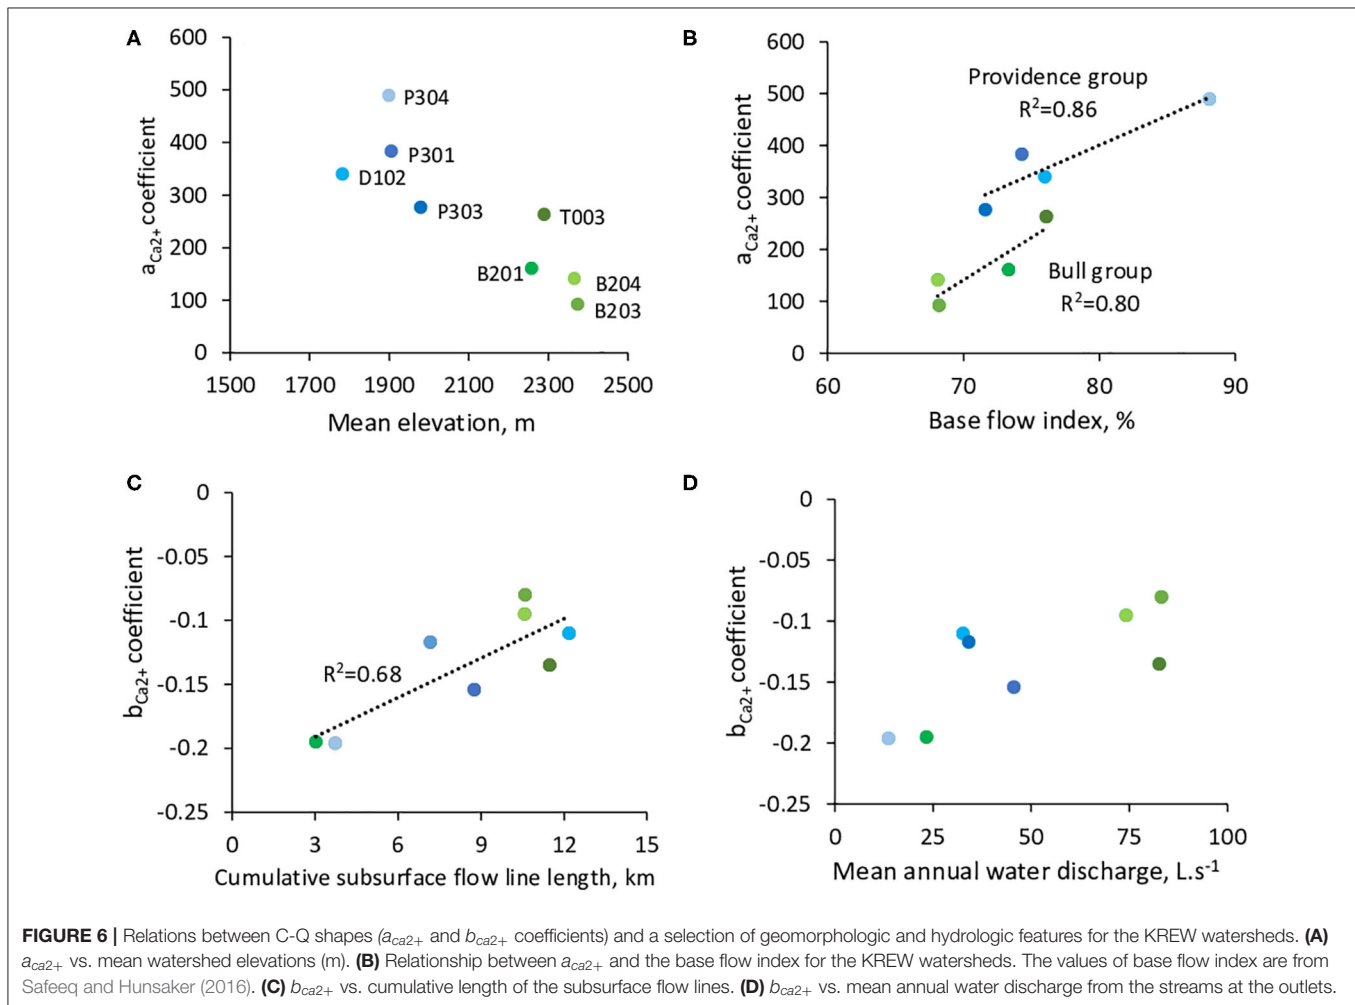 A
600
500
400
300
200
100
0
aCa2+ coefficient
P304
P301
D102
P303
T003
B201
B204
B203
1500 1700 1900 2100 2300 2500
Mean elevation, m
B
600
500
400
300
200
100
0
aCa2+ coefficient
Providence group
R²=0.86
Bull group
R²=0.80
60 70 80 90
Base flow index, %
C
0
-0.05
-0.1
-0.15
-0.2
-0.25
bCa2+ coefficient
R²=0.68
0 3 6 9 12 15
Cumulative subsurface flow line length, km
D
0
-0.05
-0.1
-0.15
-0.2
-0.25
bCa2+ coefficient
0 25 50 75 100
Mean annual water discharge, L.s⁻¹
FIGURE 6 | Relations between C-Q shapes (aca2+ and bca2+ coefficients) and a selection of geomorphologic and hydrologic features for the KREW watersheds. (A)
aca2+ vs. mean watershed elevations (m). (B) Relationship between aca2+ and the base flow index for the KREW watersheds. The values of base flow index are from
Safeeq and Hunsaker (2016). (C) bca2+ vs. cumulative length of the subsurface flow lines. (D) bca2+ vs. mean annual water discharge from the streams at the outlets.